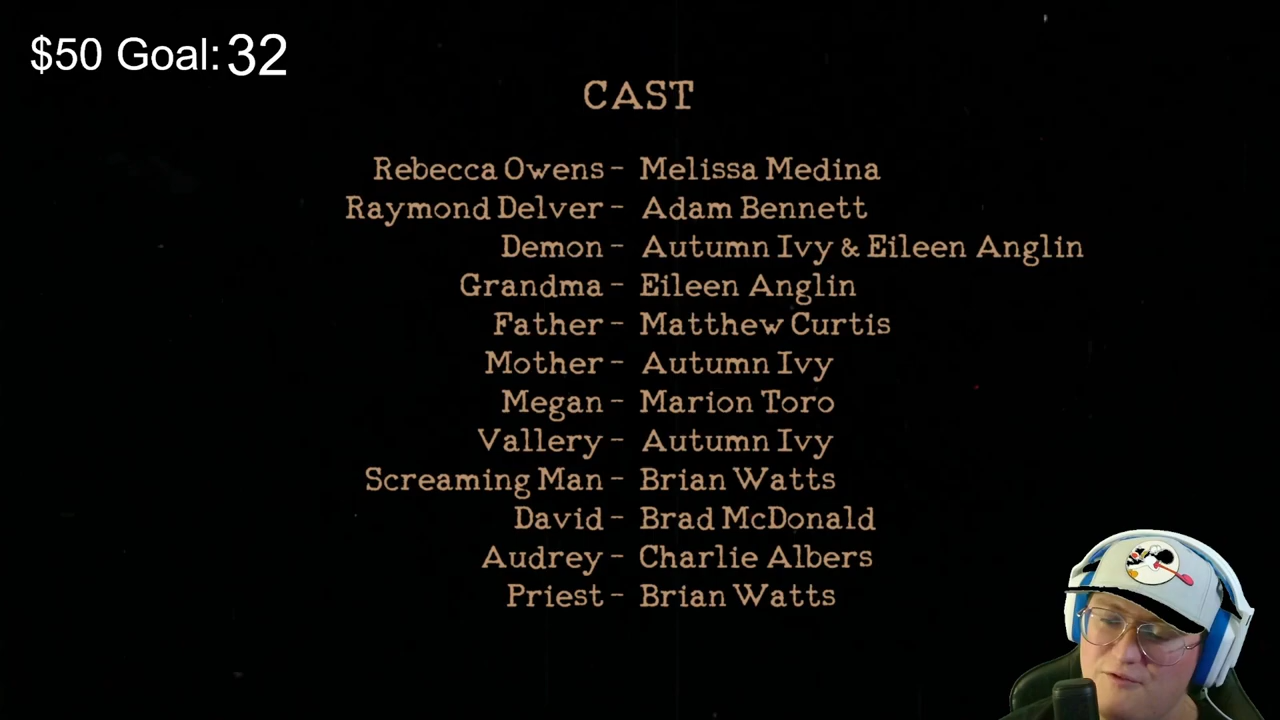 $50 Goal: 32
CAST
Rebecca Owens - Melissa Medina
Raymond Delver - Adam Bennett
Demon - Autumn Ivy & Eileen Anglin
Grandma - Eileen Anglin
Father - Matthew Curtis
Mother - Autumn Ivy
Megan - Marion Toro
Vallery - Autumn Ivy
Screaming Man - Brian Watts
David - Brad McDonald
Audrey - Charlie Albers
Priest - Brian Watts